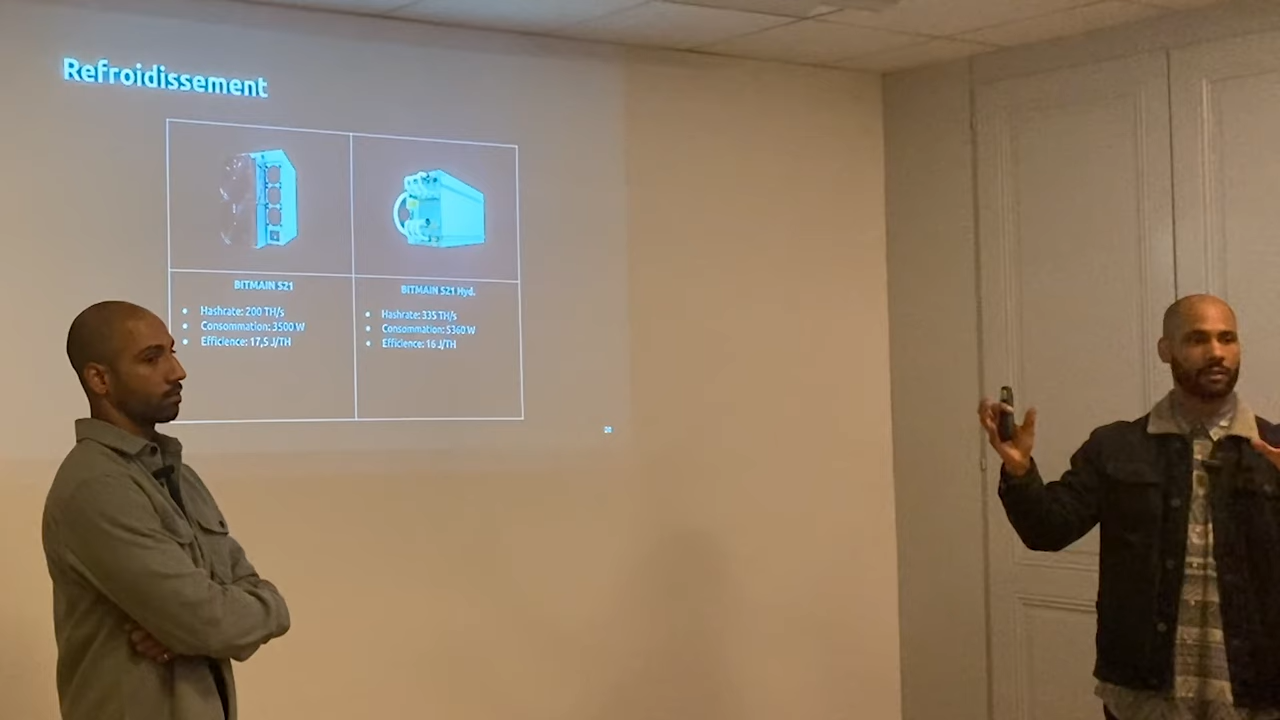 Refroidissement
BITMAIN S21
Hashrate: 200 TH/s
Consommation: 3500 W
Efficience: 17,5 J/TH
BITMAIN S21 Hyd.
Hashrate: 335 TH/s
Consommation: 5360 W
Efficience: 16 J/TH